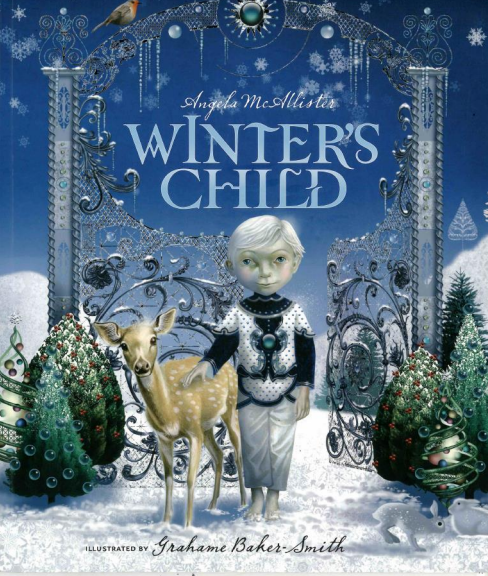 Angela McAllister
WINTER'S
CHILD
ILLUSTRATED BY Grahame Baker-Smith